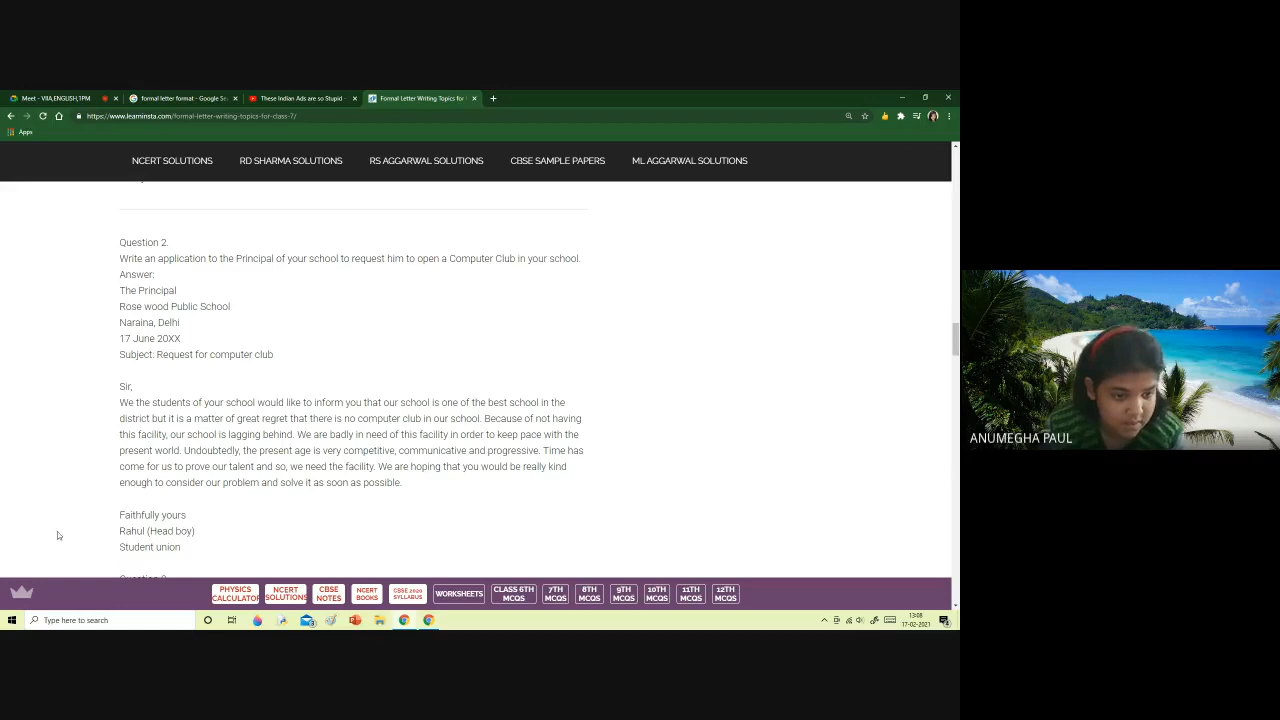 Meet - VIIA,ENGLISH,1PM
formal letter format - Google Se
These Indian Ads are so Stupid -
Formal Letter Writing Topics for
https://www.learninsta.com/formal-letter-writing-topics-for-class-7/
Apps
NCERT SOLUTIONS RD SHARMA SOLUTIONS RS AGGARWAL SOLUTIONS CBSE SAMPLE PAPERS ML AGGARWAL SOLUTIONS
Question 2.
Write an application to the Principal of your school to request him to open a Computer Club in your school.
Answer:
The Principal
Rose wood Public School
Naraina, Delhi
17 June 20XX
Subject: Request for computer club
Sir,
We the students of your school would like to inform you that our school is one of the best school in the
district but it is a matter of great regret that there is no computer club in our school. Because of not having
this facility, our school is lagging behind. We are badly in need of this facility in order to keep pace with the
present world. Undoubtedly, the present age is very competitive, communicative and progressive. Time has
come for us to prove our talent and so, we need the facility. We are hoping that you would be really kind
enough to consider our problem and solve it as soon as possible.
Faithfully yours
Rahul (Head boy)
Student union
ANUMEGHA PAUL
PHYSICS CALCULATOR
NCERT SOLUTIONS
CBSE NOTES
NCERT BOOKS
CBSE 2020 SYLLABUS
WORKSHEETS
CLASS 6TH MCQS
7TH MCQS
8TH MCQS
9TH MCQS
10TH MCQS
11TH MCQS
12TH MCQS
Type here to search
13:08
17-02-2021